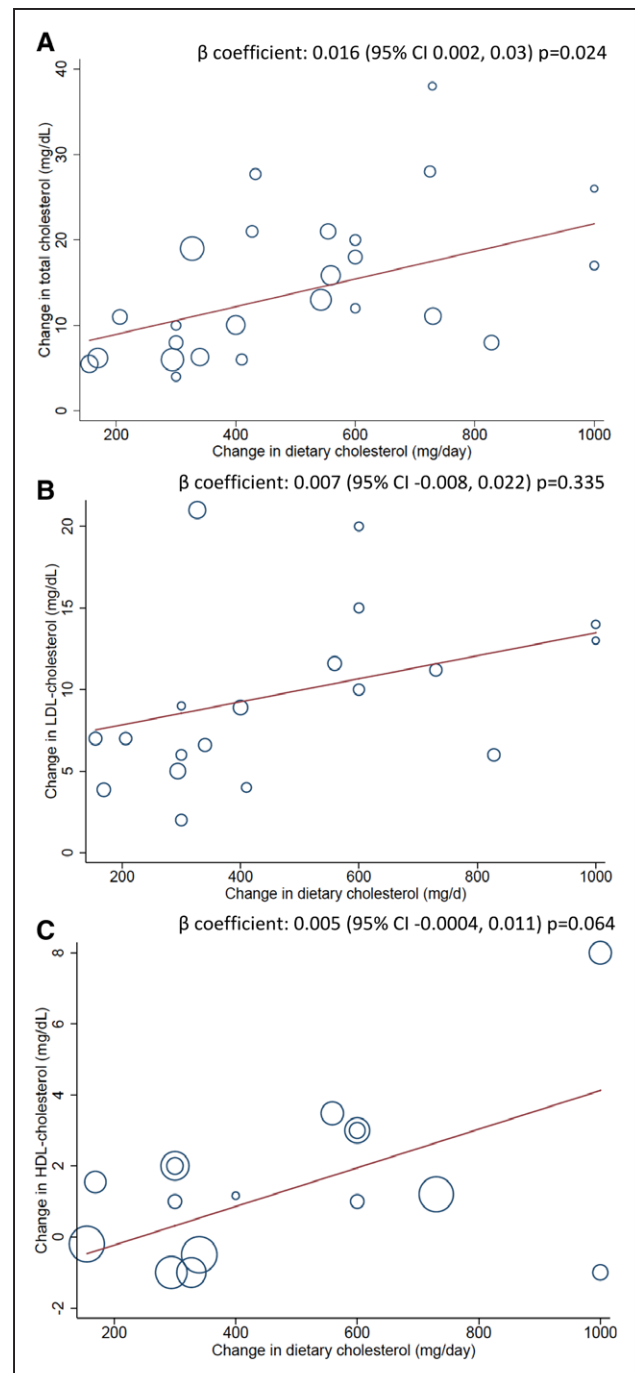 A
β coefficient: 0.016 (95% CI 0.002, 0.03) p=0.024
Change in total cholesterol (mg/dL)
40
30
20
10
0
200 400 600 800 1000
Change in dietary cholesterol (mg/day)
B
β coefficient: 0.007 (95% CI -0.008, 0.022) p=0.335
Change in LDL-cholesterol (mg/dL)
20
15
10
5
0
200 400 600 800 1000
Change in dietary cholesterol (mg/d)
C
β coefficient: 0.005 (95% CI -0.0004, 0.011) p=0.064
Change in HDL-cholesterol (mg/dL)
8
6
4
2
0
-2
200 400 600 800 1000
Change in dietary cholesterol (mg/day)